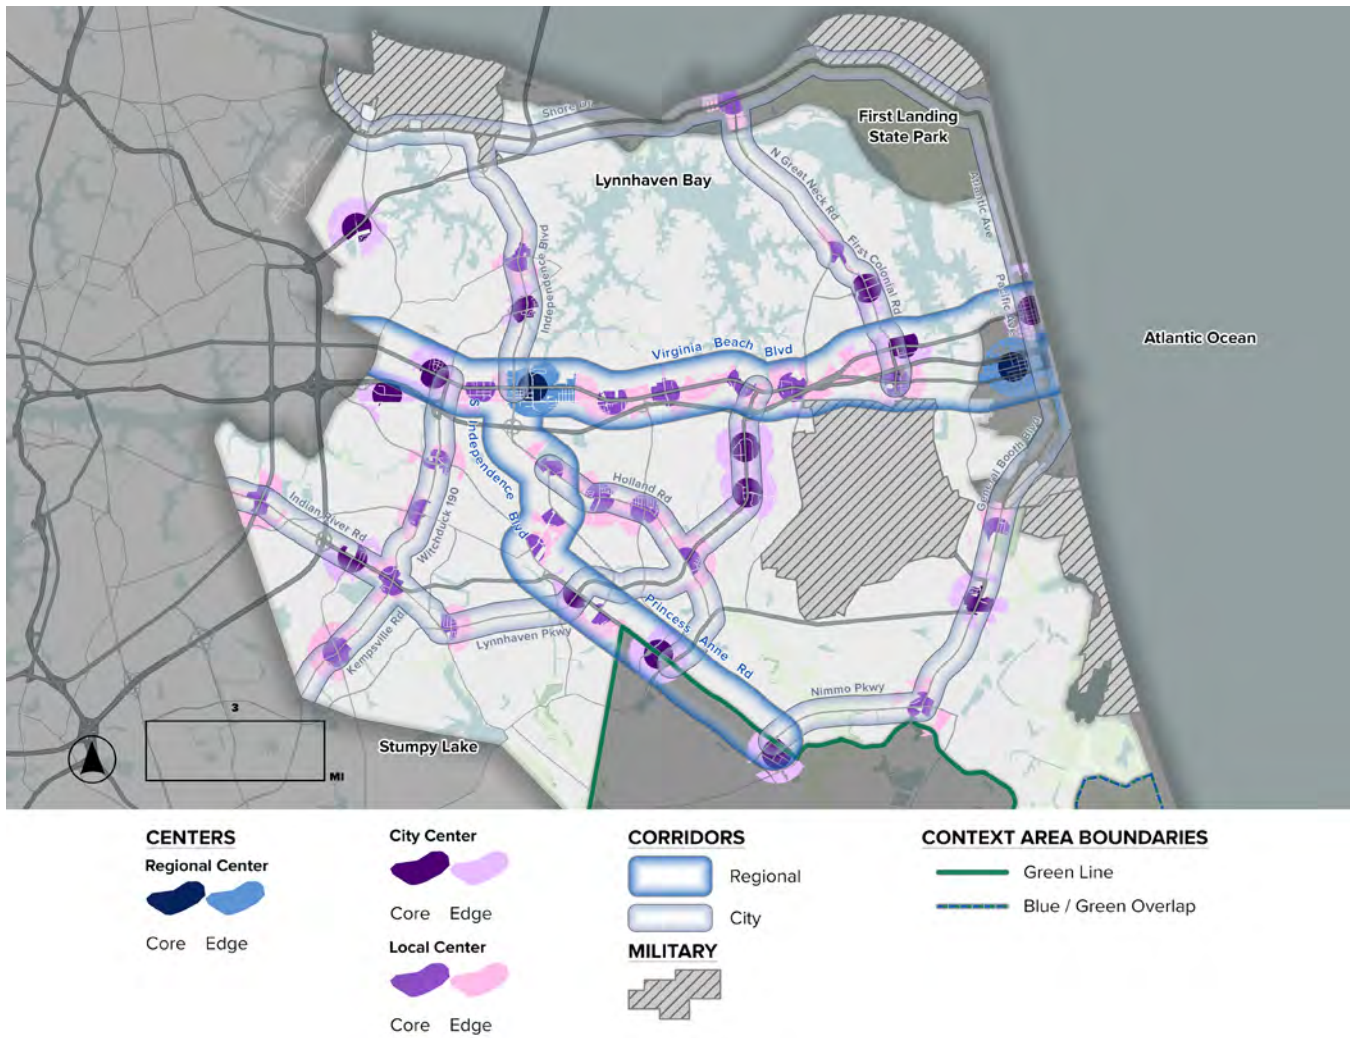 Shore Dr
First Landing
State Park
Lynnhaven Bay
N Great Neck Rd
Atlantic Ave
Independence Blvd
First Colonial Rd
Pacific Ave
Virginia Beach Blvd
Atlantic Ocean
S Independence Blvd
General Booth Blvd
Holland Rd
Indian River Rd
Witchduck 190
Princess Anne Rd
Kempsville Rd
Lynnhaven Pkwy
Nimmo Pkwy
3
Stumpy Lake
MI
CENTERS
Regional Center
Core Edge
City Center
Core Edge
Local Center
Core Edge
CORRIDORS
Regional
City
MILITARY
CONTEXT AREA BOUNDARIES
Green Line
Blue / Green Overlap